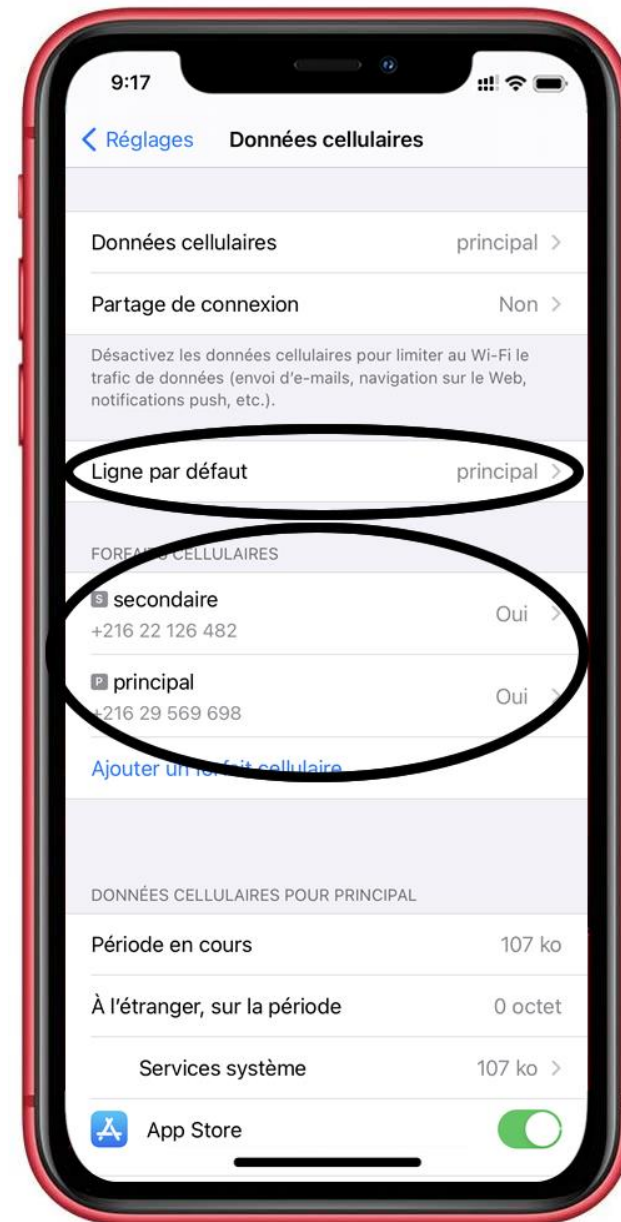 9:17
Réglages
Données cellulaires
Données cellulaires principal
Partage de connexion Non
Désactivez les données cellulaires pour limiter au Wi-Fi le
trafic de données (envoi d'e-mails, navigation sur le Web,
notifications push, etc.).
Ligne par défaut principal
FORFAITS CELLULAIRES
S secondaire
+216 22 126 482
Oui
P principal
+216 29 569 698
Oui
Ajouter un forfait cellulaire
DONNÉES CELLULAIRES POUR PRINCIPAL
Période en cours 107 ko
À l'étranger, sur la période 0 octet
Services système 107 ko
App Store